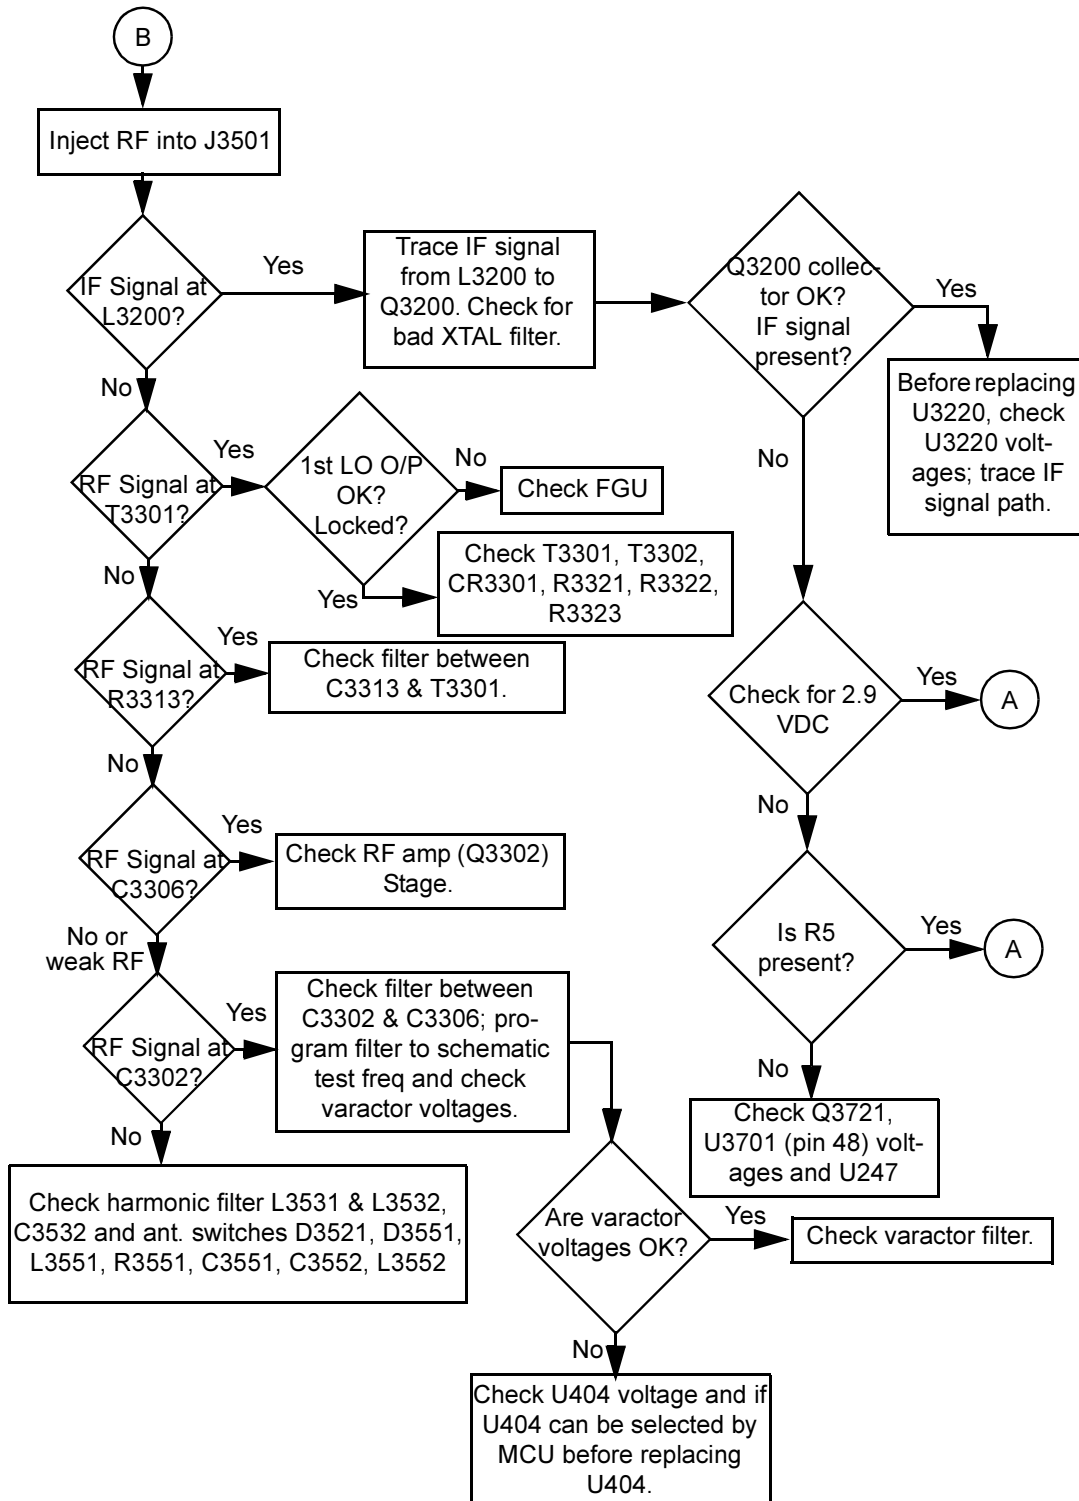 B
Inject RF into J3501
IF Signal at
L3200?
Yes
No
Trace IF signal
from L3200 to
Q3200. Check for
bad XTAL filter.
Q3200 collec-
tor OK?
IF signal
present?
Yes
No
Before replacing
U3220, check
U3220 volt-
ages; trace IF
signal path.
RF Signal at
T3301?
Yes
No
1st LO O/P
OK?
Locked?
No
Check FGU
Yes
Check T3301, T3302,
CR3301, R3321, R3322,
R3323
RF Signal at
R3313?
Yes
No
Check filter between
C3313 & T3301.
Check for 2.9
VDC
Yes
A
No
RF Signal at
C3306?
Yes
No or
weak RF
Check RF amp (Q3302)
Stage.
Is R5
present?
Yes
A
No
Check Q3721,
U3701 (pin 48) volt-
ages and U247
RF Signal at
C3302?
Yes
No
Check filter between
C3302 & C3306; pro-
gram filter to schematic
test freq and check
varactor voltages.
Check harmonic filter L3531 & L3532,
C3532 and ant. switches D3521, D3551,
L3551, R3551, C3551, C3552, L3552
Are varactor
voltages OK?
Yes
Check varactor filter.
No
Check U404 voltage and if
U404 can be selected by
MCU before replacing
U404.